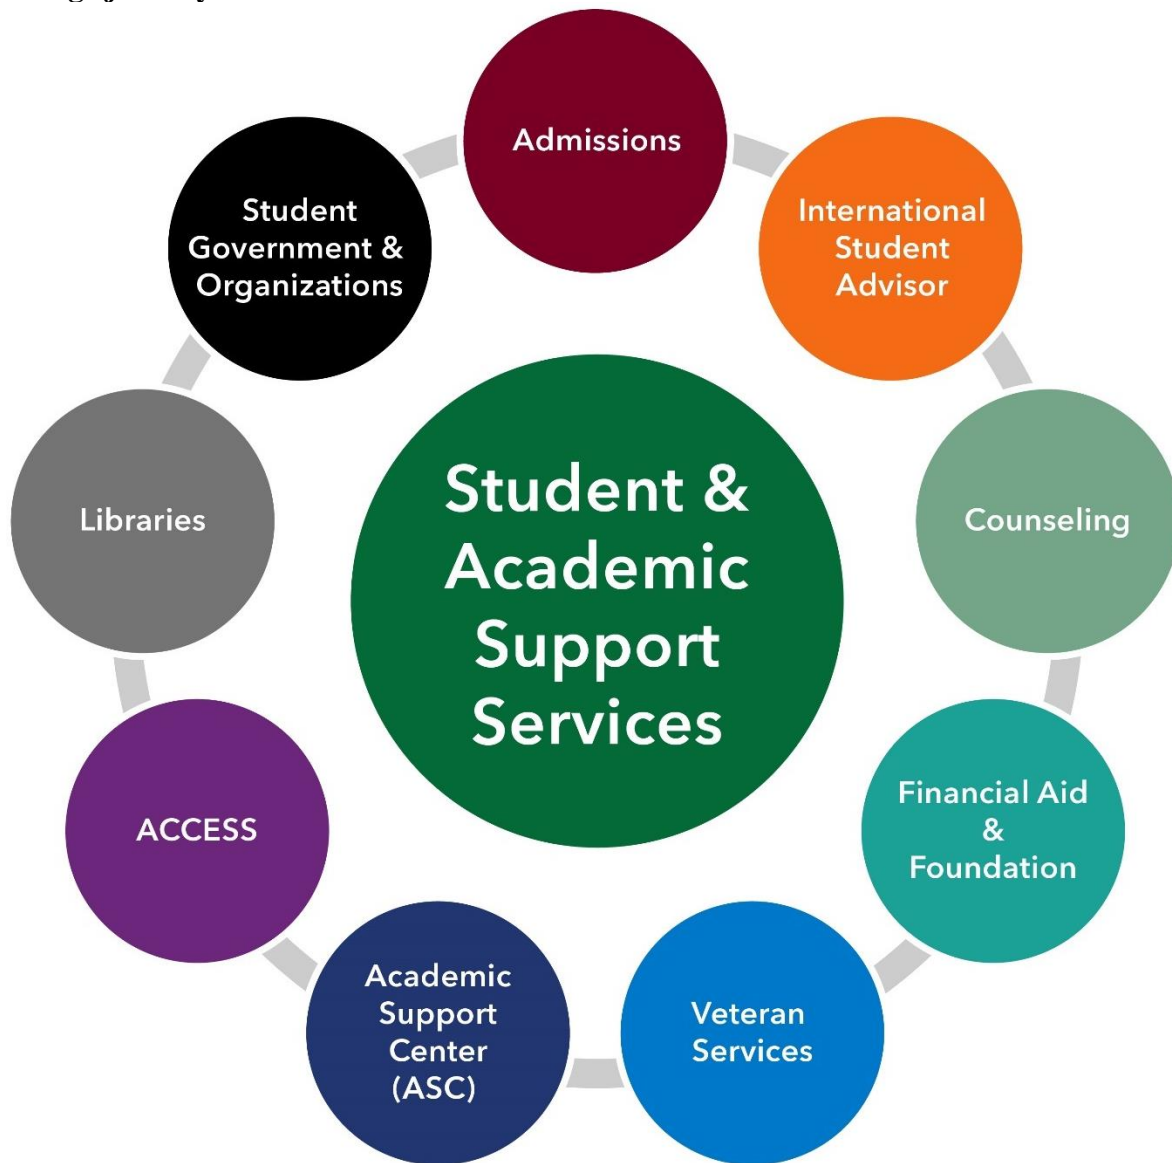 Admissions
International
Student
Advisor
Counseling
Financial Aid
&
Foundation
Veteran
Services
Academic
Support
Center
(ASC)
ACCESS
Libraries
Student
Government &
Organizations
Student &
Academic
Support
Services